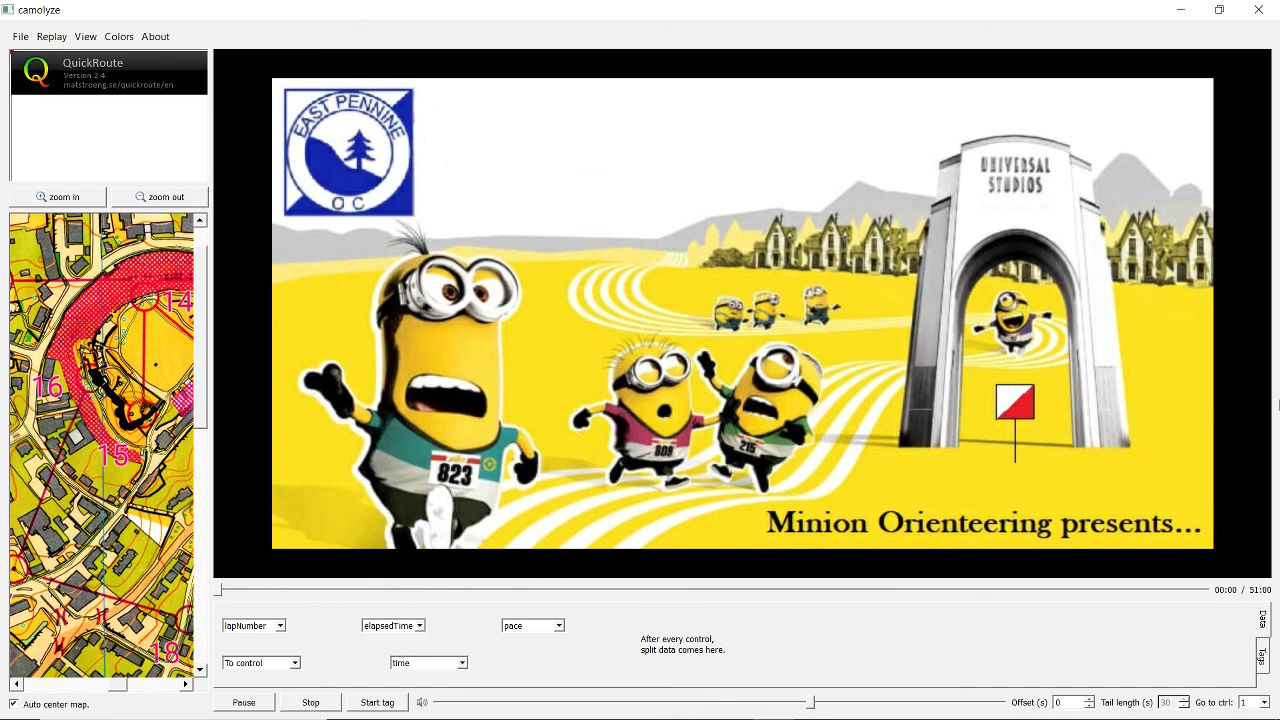 camolyze
File Replay View Colors About
QuickRoute
Version 2.4
matstroeng.se/quickroute/en
zoom in zoom out
14
16
15
18
Auto center map.
EAST PENNINE
O C
UNIVERSAL
STUDIOS
823
809
215
Minion Orienteering presents...
00:00 / 51:00
lapNumber elapsedTime pace
To control time
After every control,
split data comes here.
Data
Tags
Pause Stop Start tag Offset (s) 0 Tail length (s) 30 Go to ctrl: 1